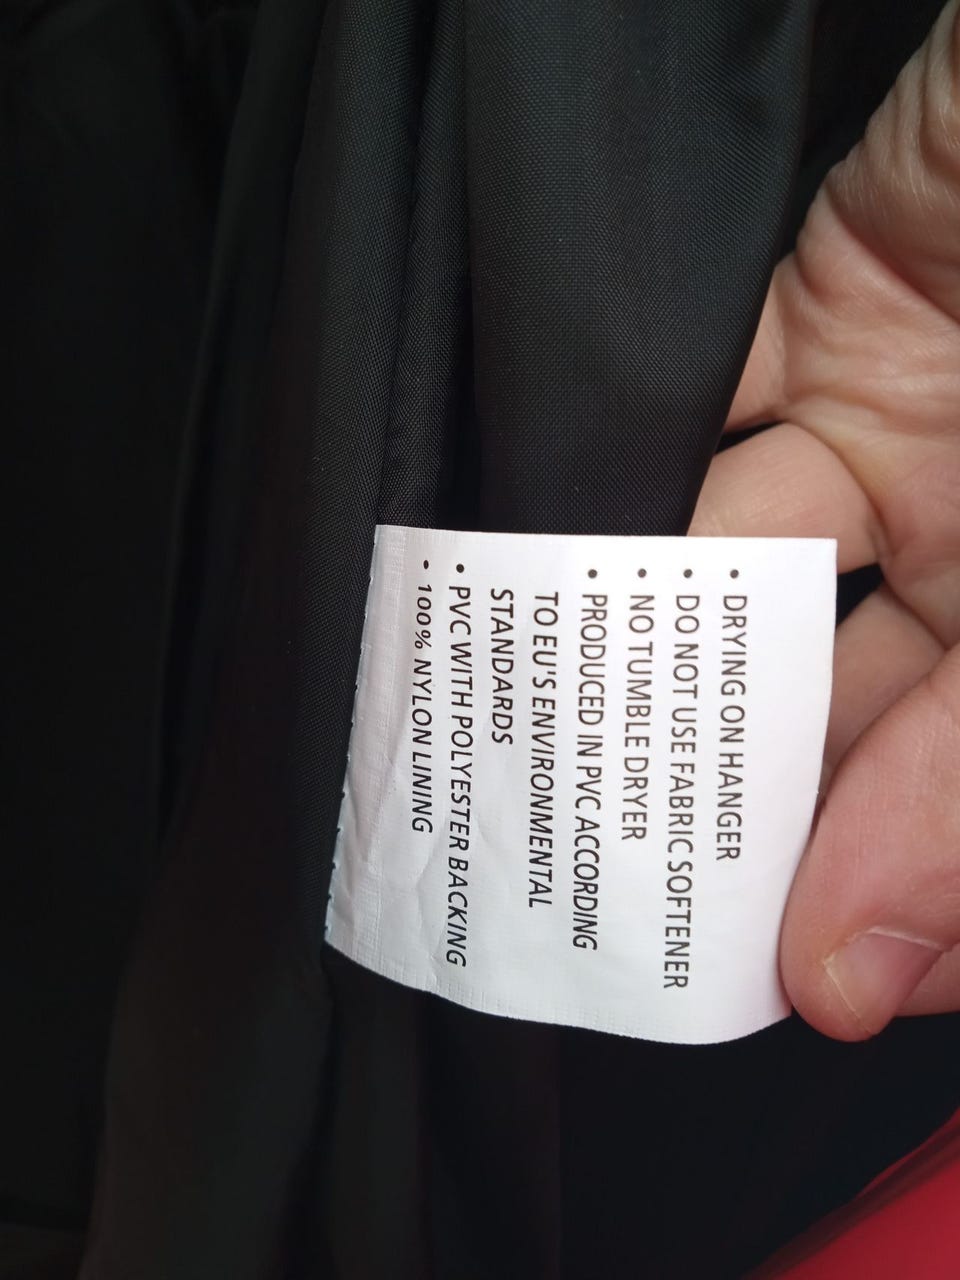 • DRYING ON HANGER
• DO NOT USE FABRIC SOFTENER
• NO TUMBLE DRYER
• PRODUCED IN PVC ACCORDING
TO EU'S ENVIRONMENTAL
STANDARDS
• PVC WITH POLYESTER BACKING
• 100% NYLON LINING